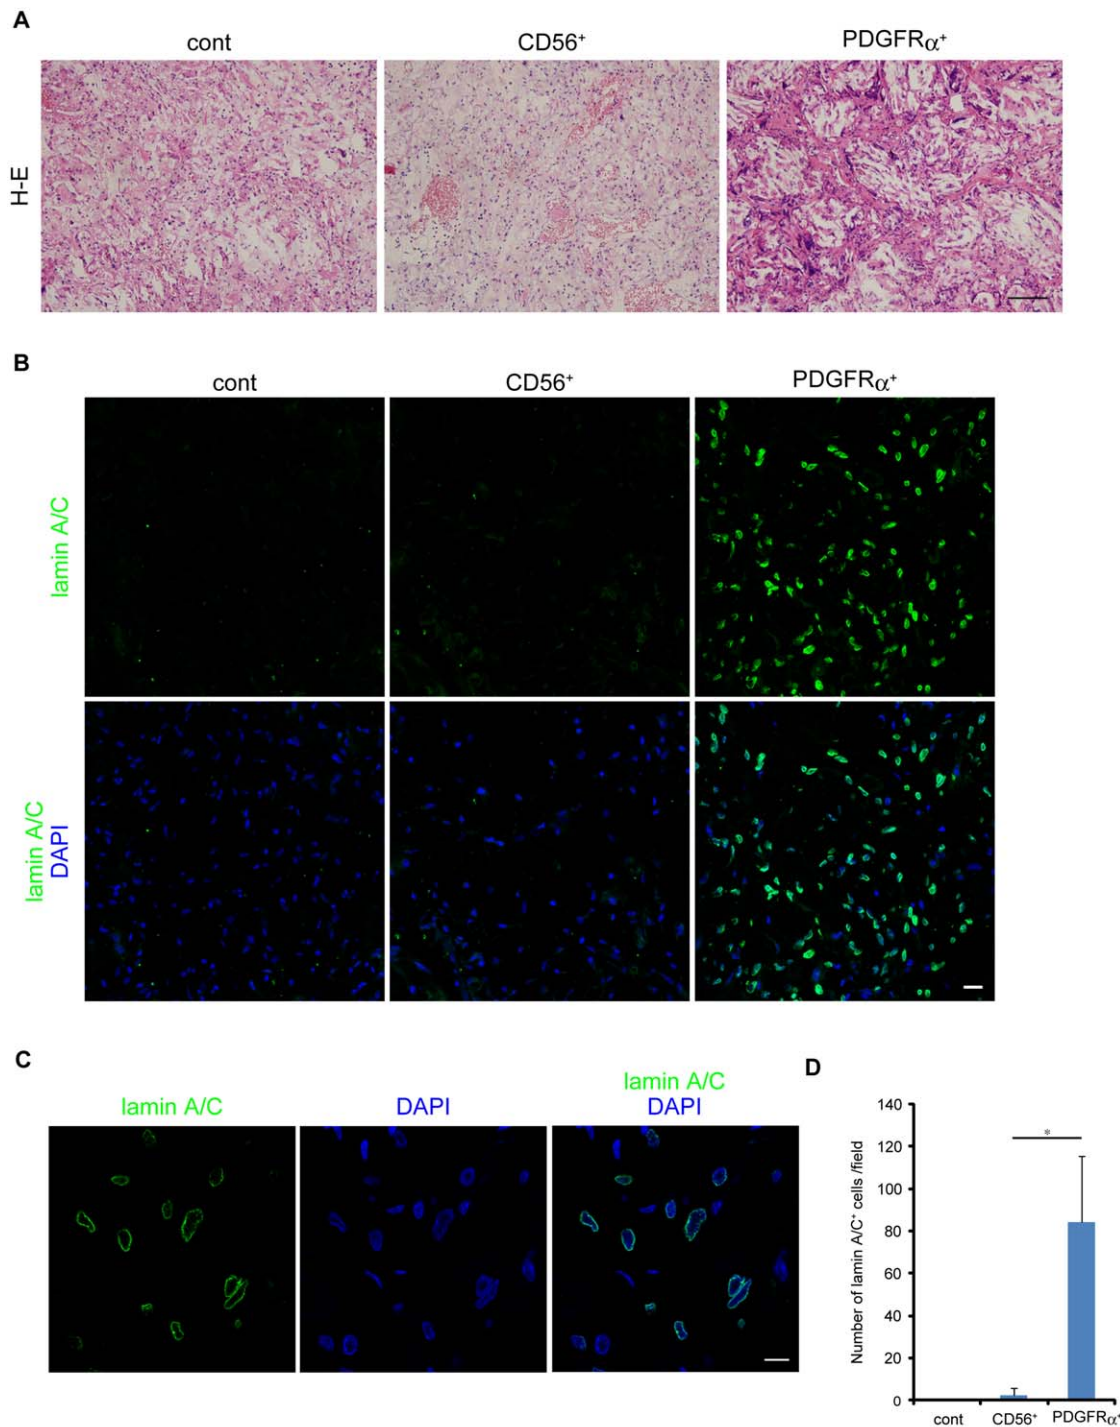 A
cont
CD56⁺
PDGFRα⁺
H-E
B
cont
CD56⁺
PDGFRα⁺
lamin A/C
lamin A/C
DAPI
C
lamin A/C
DAPI
lamin A/C
DAPI
D
Number of lamin A/C⁺ cells /field
140
120
100
80
60
40
20
0
*
cont
CD56⁺
PDGFRα⁺